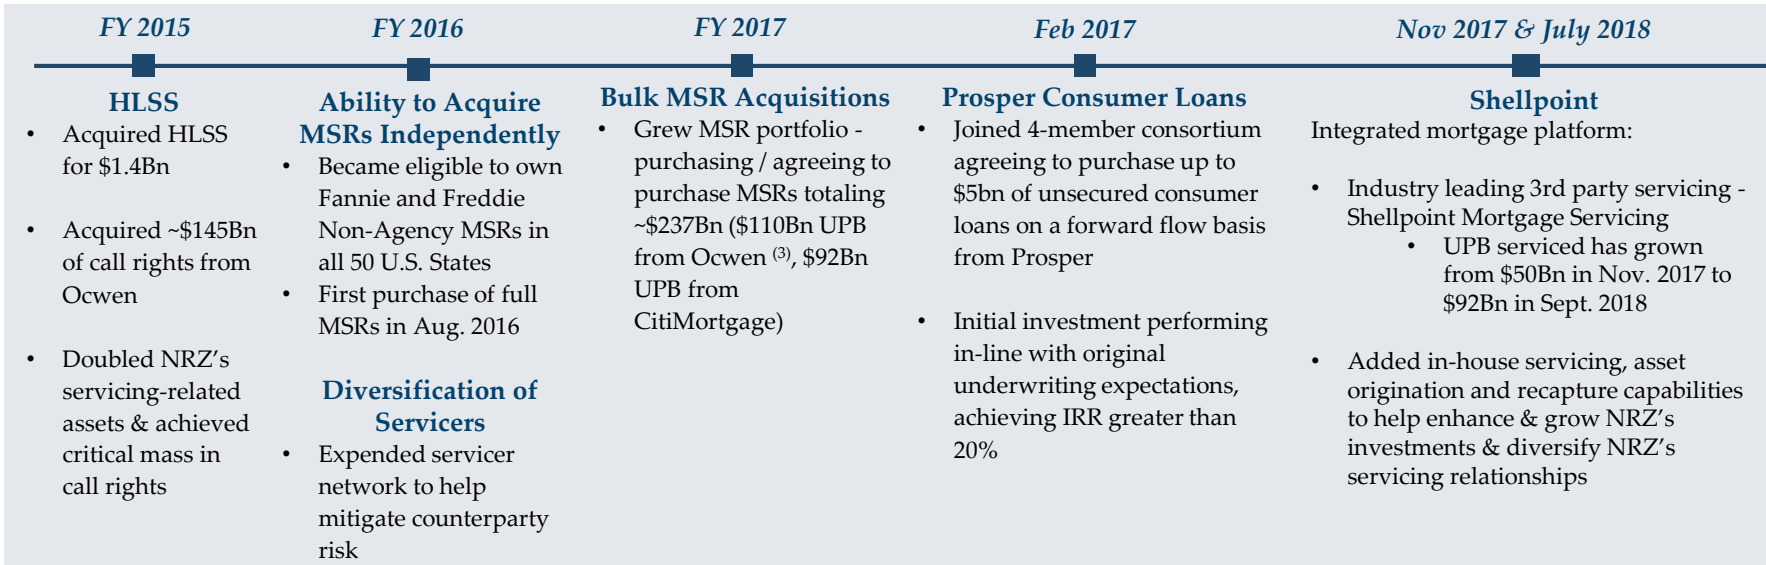 FY 2015
HLSS
• Acquired HLSS
for $1.4Bn
• Acquired ~$145Bn
of call rights from
Ocwen
• Doubled NRZ’s
servicing-related
assets & achieved
critical mass in
call rights
FY 2016
Ability to Acquire
MSRs Independently
• Became eligible to own
Fannie and Freddie
Non-Agency MSRs in
all 50 U.S. States
• First purchase of full
MSRs in Aug. 2016
Diversification of
Servicers
• Expended servicer
network to help
mitigate counterparty
risk
FY 2017
Bulk MSR Acquisitions
• Grew MSR portfolio -
purchasing / agreeing to
purchase MSRs totaling
~$237Bn ($110Bn UPB
from Ocwen (3), $92Bn
UPB from
CitiMortgage)
Feb 2017
Prosper Consumer Loans
• Joined 4-member consortium
agreeing to purchase up to
$5bn of unsecured consumer
loans on a forward flow basis
from Prosper
• Initial investment performing
in-line with original
underwriting expectations,
achieving IRR greater than
20%
Nov 2017 & July 2018
Shellpoint
Integrated mortgage platform:
• Industry leading 3rd party servicing -
Shellpoint Mortgage Servicing
• UPB serviced has grown
from $50Bn in Nov. 2017 to
$92Bn in Sept. 2018
• Added in-house servicing, asset
origination and recapture capabilities
to help enhance & grow NRZ’s
investments & diversify NRZ’s
servicing relationships